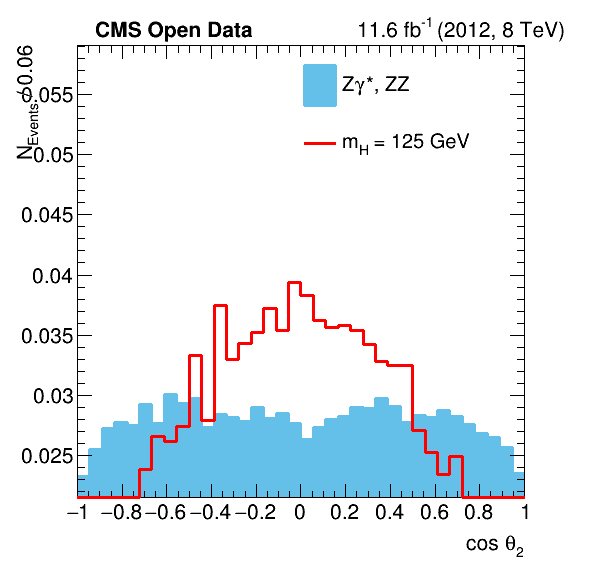 CMS Open Data 11.6 fb⁻¹ (2012, 8 TeV)
N_Events / 0.06
Zγ*, ZZ
m_H = 125 GeV
0.055
0.05
0.045
0.04
0.035
0.03
0.025
−1 −0.8 −0.6 −0.4 −0.2 0 0.2 0.4 0.6 0.8 1
cos θ₂